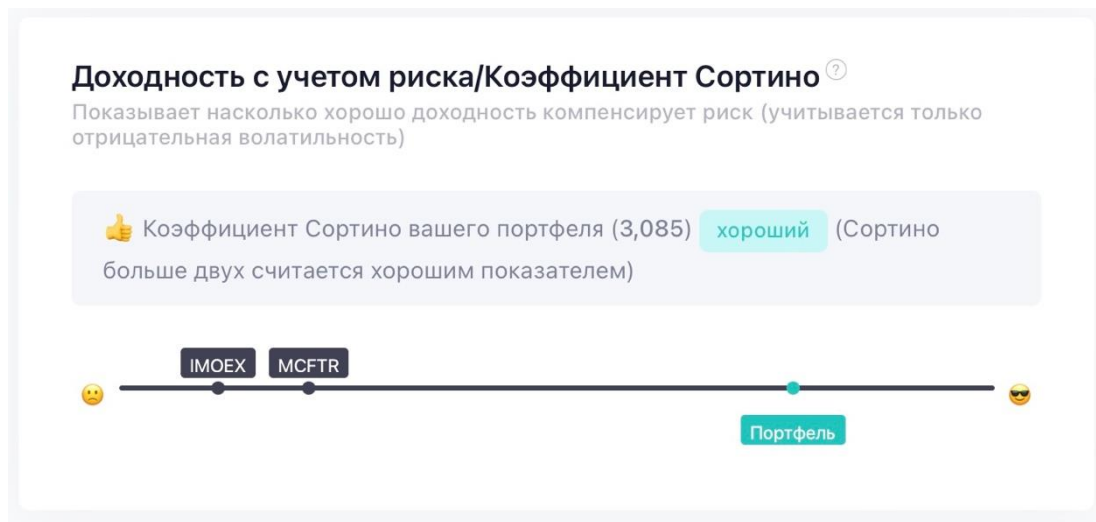 Доходность с учетом риска/Коэффициент Сортино ?
Показывает насколько хорошо доходность компенсирует риск (учитывается только
отрицательная волатильность)
👍 Коэффициент Сортино вашего портфеля (3,085) хороший (Сортино
больше двух считается хорошим показателем)
IMOEX MCFTR
Портфель